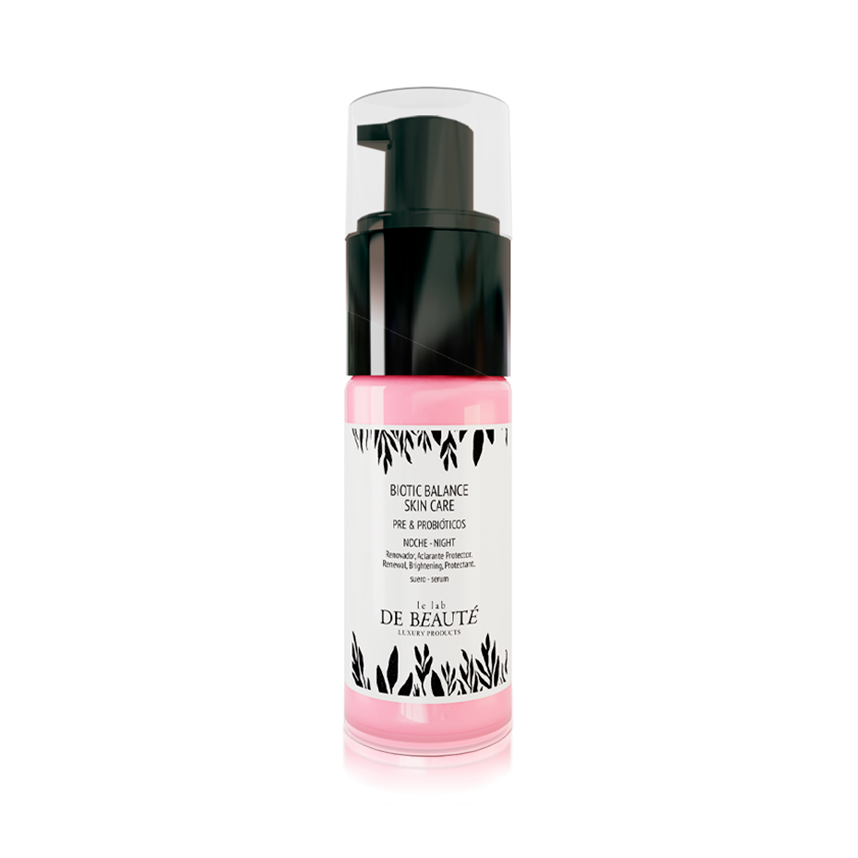 BIOTIC BALANCE
SKIN CARE
PRE & PROBIÓTICOS
NOCHE - NIGHT
Renovador, Aclarante Protector.
Renewal, Brightening, Protectant.
suero - serum
le lab
DE BEAUTÉ
LUXURY PRODUCTS